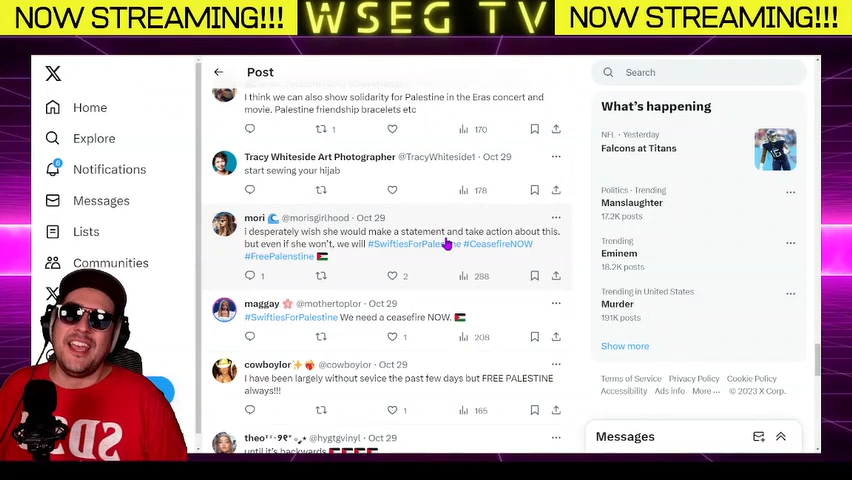 NOW STREAMING!!!
WSEG TV
NOW STREAMING!!!
X
Home
Explore
6
Notifications
Messages
Lists
Communities
Post
I think we can also show solidarity for Palestine in the Eras concert and
movie. Palestine friendship bracelets etc
1
170
Tracy Whiteside Art Photographer @TracyWhiteside1 · Oct 29
start sewing your hijab
178
mori @morisgirlhood · Oct 29
i desperately wish she would make a statement and take action about this.
but even if she won't, we will #SwiftiesForPalestine #CeasefireNOW
#FreePalenstine
1
2
288
maggay @mothertoplor · Oct 29
#SwiftiesForPalestine We need a ceasefire NOW.
1
208
cowboylor @cowboylor · Oct 29
I have been largely without sevice the past few days but FREE PALESTINE
always!!!
1
165
@hygtgvinyl · Oct 29
until it's backwards
Search
What's happening
NFL · Yesterday
Falcons at Titans
Politics · Trending
Manslaughter
17.2K posts
Trending
Eminem
18.2K posts
Trending in United States
Murder
191K posts
Show more
Terms of Service Privacy Policy Cookie Policy
Accessibility Ads info More ··· © 2023 X Corp.
Messages